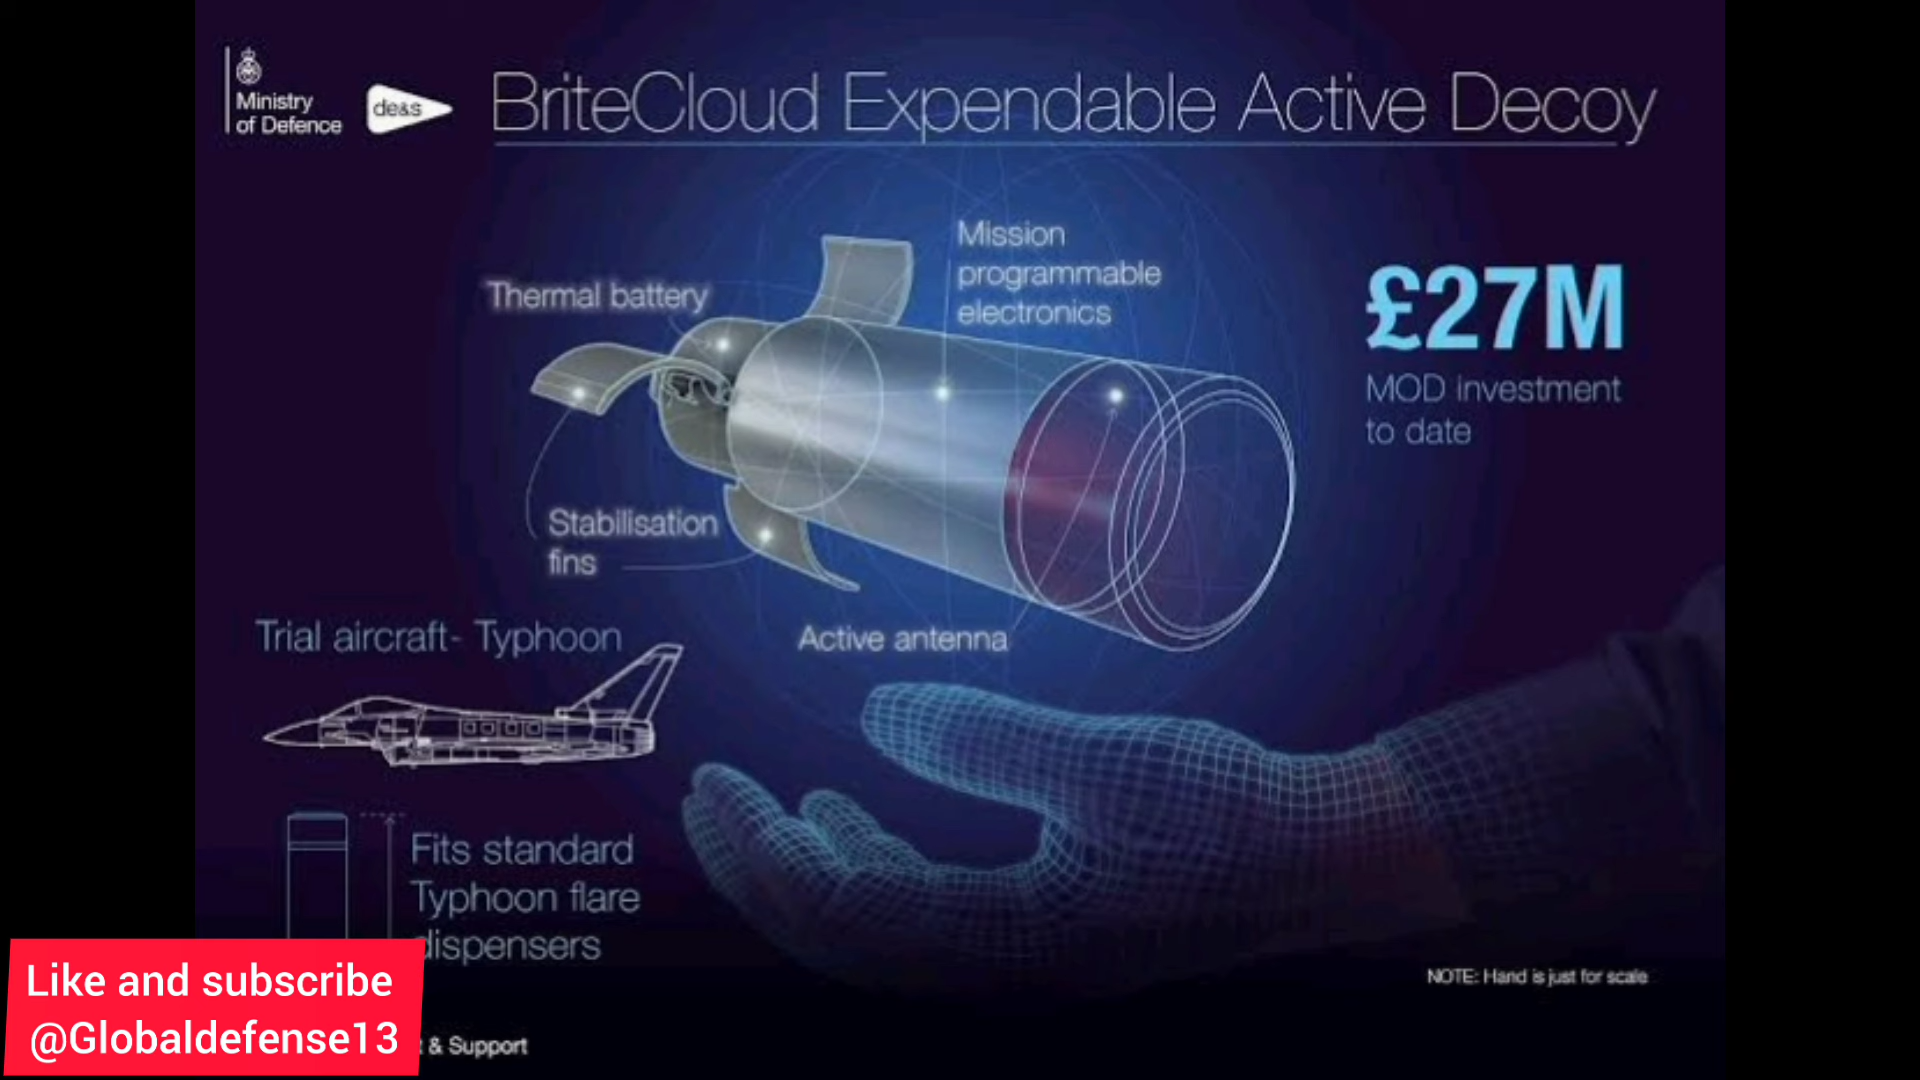 Ministry
of Defence
de&s
BriteCloud Expendable Active Decoy
Mission
programmable
electronics
Thermal battery
£27M
MOD investment
to date
Stabilisation
fins
Active antenna
Trial aircraft- Typhoon
Fits standard
Typhoon flare
dispensers
NOTE: Hand is just for scale
Like and subscribe
@Globaldefense13
& Support